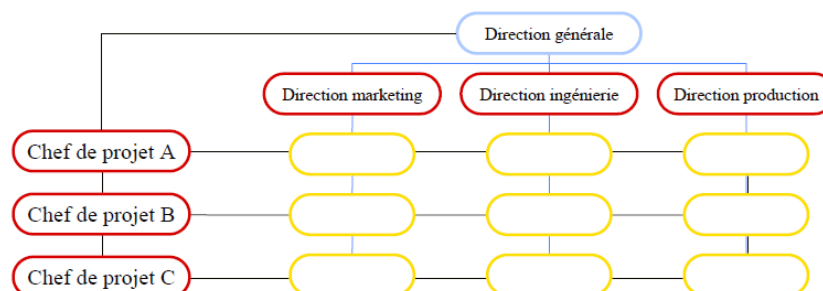 Direction générale
Direction marketing
Direction ingénierie
Direction production
Chef de projet A
Chef de projet B
Chef de projet C